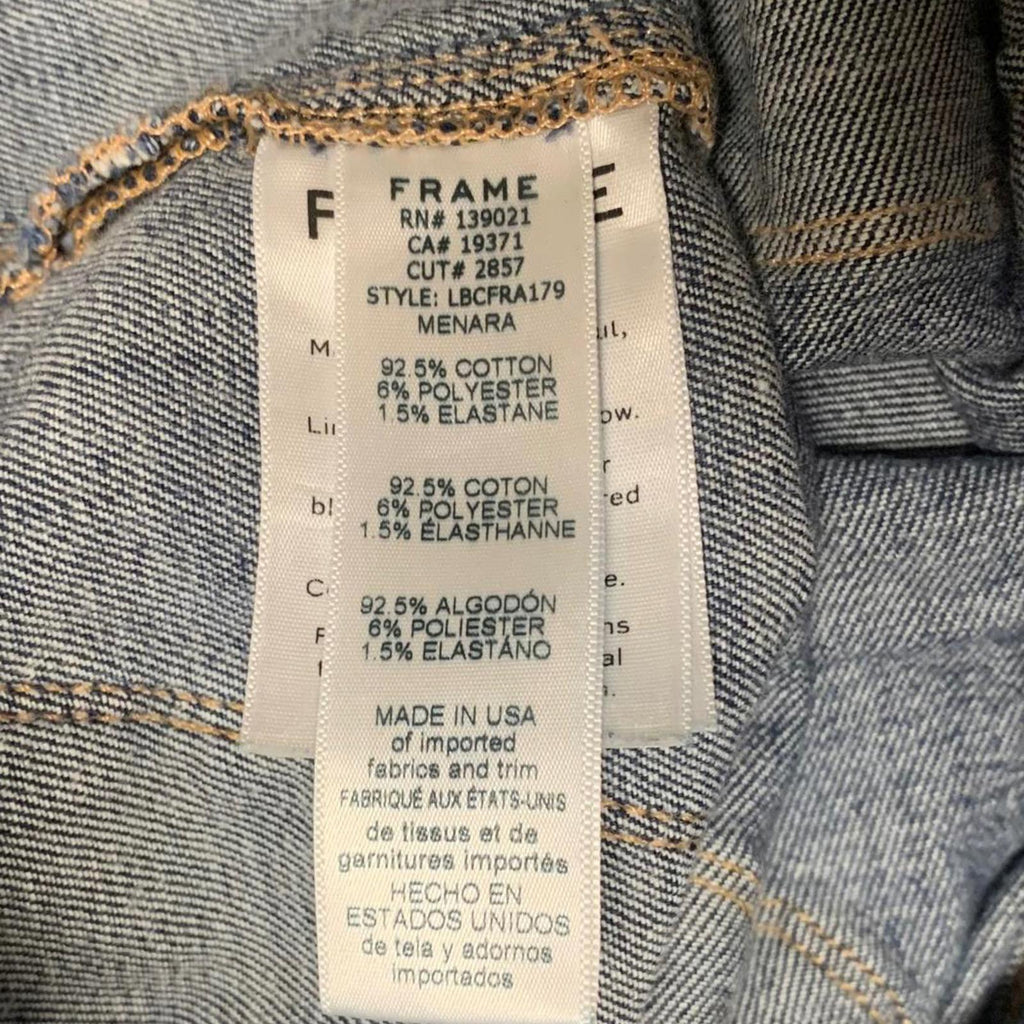 FRAME
RN# 139021
CA# 19371
CUT# 2857
STYLE: LBCFRA179
MENARA
92.5% COTTON
6% POLYESTER
1.5% ELASTANE
92.5% COTON
6% POLYESTER
1.5% ÉLASTHANNE
92.5% ALGODÓN
6% POLIESTER
1.5% ELASTÁNO
MADE IN USA
of imported
fabrics and trim
FABRIQUÉ AUX ÉTATS-UNIS
de tissus et de
garnitures importés
HECHO EN
ESTADOS UNIDOS
de tela y adornos
importados